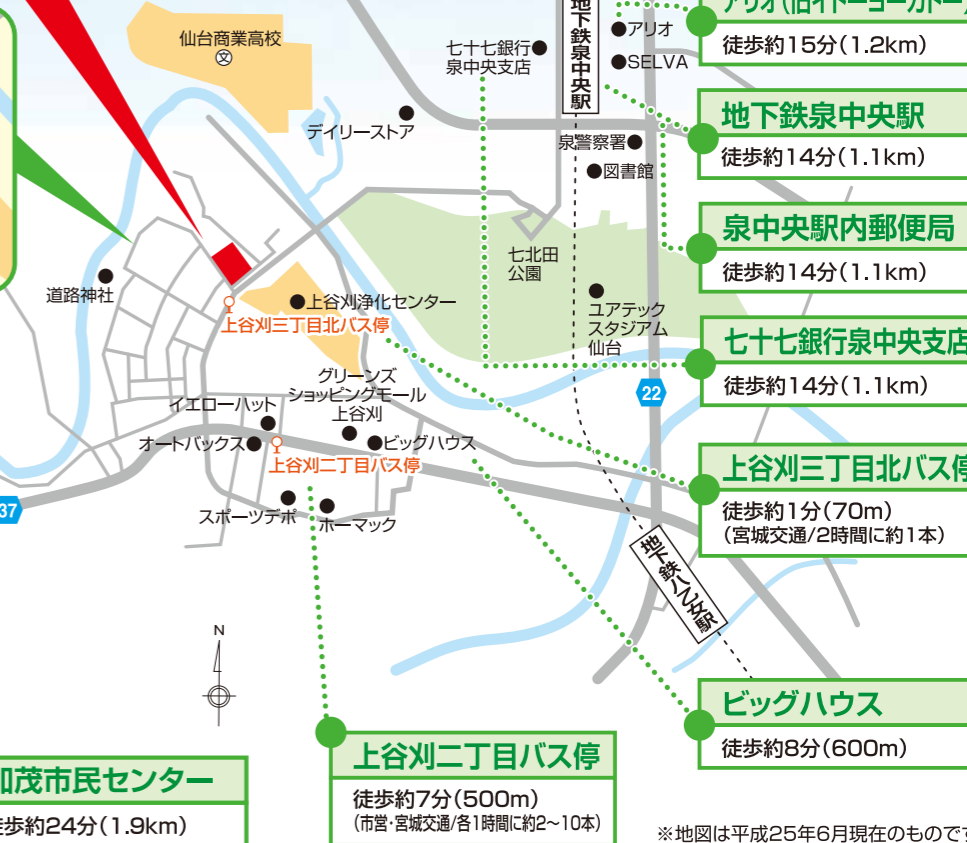 アリオ(旧イトーヨーカドー)
徒歩約15分(1.2km)
仙台商業高校
文
七十七銀行
泉中央支店
地下鉄泉中央駅
アリオ
SELVA
デイリーストア
泉警察署
図書館
地下鉄泉中央駅
徒歩約14分(1.1km)
泉中央駅内郵便局
徒歩約14分(1.1km)
七北田
公園
道路神社
上谷刈浄化センター
上谷刈三丁目北バス停
ユアテック
スタジアム
仙台
七十七銀行泉中央支店
徒歩約14分(1.1km)
22
グリーンズ
ショッピングモール
上谷刈
イエローハット
オートバックス
ビッグハウス
上谷刈二丁目バス停
37
スポーツデポ
ホーマック
上谷刈三丁目北バス停
徒歩約1分(70m)
(宮城交通/2時間に約1本)
地下鉄八乙女駅
N
ビッグハウス
徒歩約8分(600m)
上谷刈二丁目バス停
徒歩約7分(500m)
(市営・宮城交通/各1時間に約2〜10本)
加茂市民センター
徒歩約24分(1.9km)
※地図は平成25年6月現在のものです